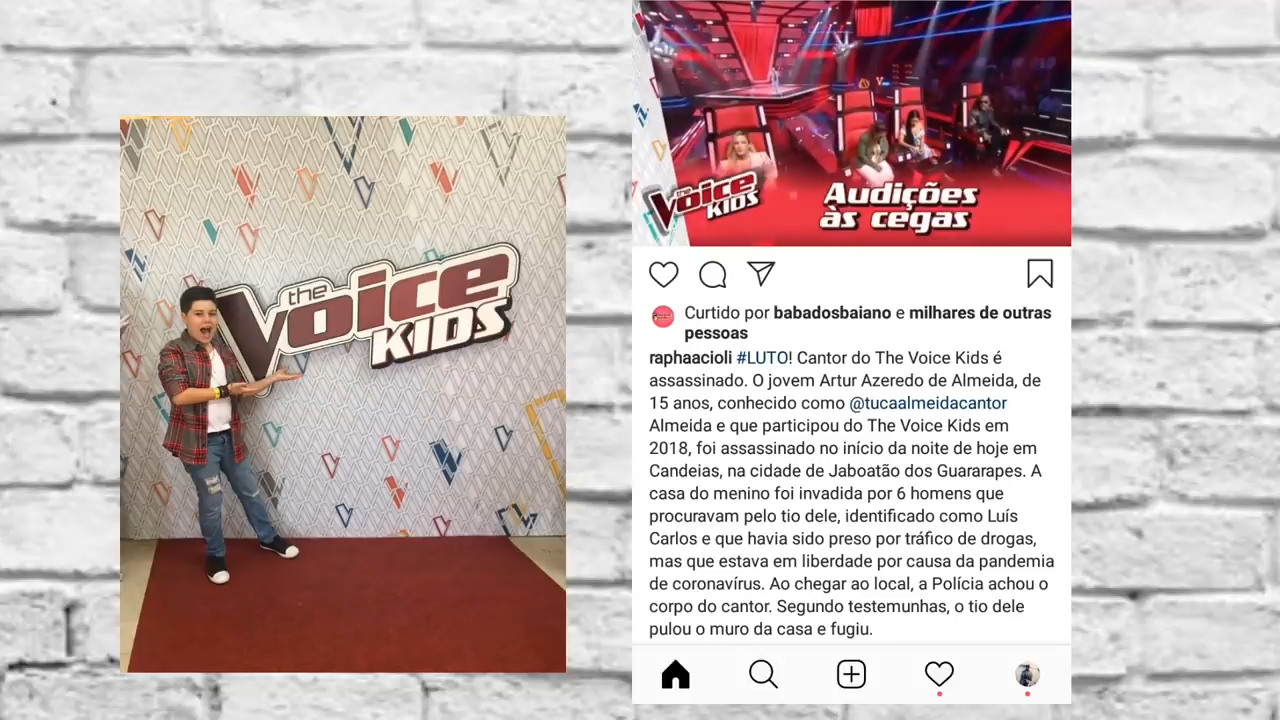 the
Voice
KIDS
the
Voice
KIDS
Audições
às cegas
Curtido por babadosbaiano e milhares de outras
pessoas
raphaacioli #LUTO! Cantor do The Voice Kids é
assassinado. O jovem Artur Azeredo de Almeida, de
15 anos, conhecido como @tucaalmeidacantor
Almeida e que participou do The Voice Kids em
2018, foi assassinado no início da noite de hoje em
Candeias, na cidade de Jaboatão dos Guararapes. A
casa do menino foi invadida por 6 homens que
procuravam pelo tio dele, identificado como Luís
Carlos e que havia sido preso por tráfico de drogas,
mas que estava em liberdade por causa da pandemia
de coronavírus. Ao chegar ao local, a Polícia achou o
corpo do cantor. Segundo testemunhas, o tio dele
pulou o muro da casa e fugiu.